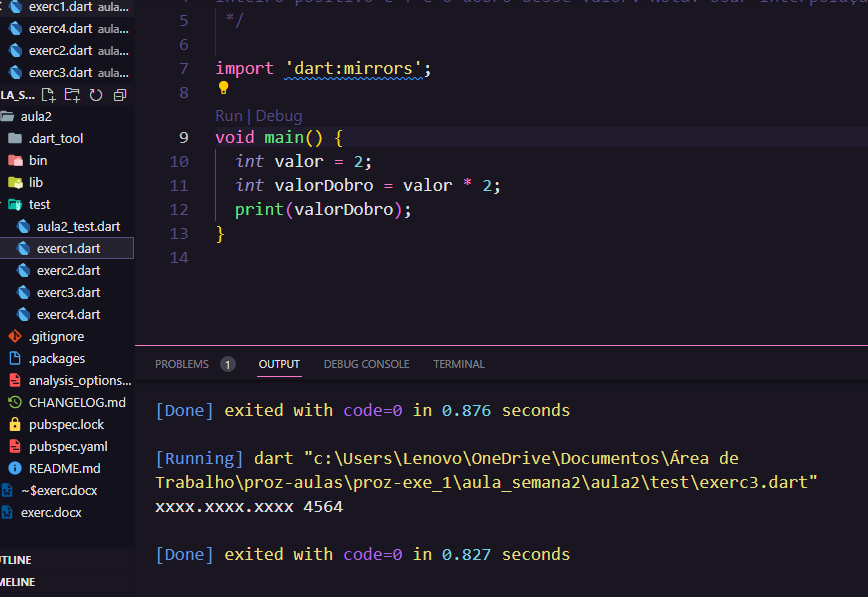 exerc1.dart aula...
exerc4.dart aula...
exerc2.dart aula...
exerc3.dart aula...
LA_S...
aula2
.dart_tool
bin
lib
test
aula2_test.dart
exerc1.dart
exerc2.dart
exerc3.dart
exerc4.dart
.gitignore
.packages
analysis_options...
CHANGELOG.md
pubspec.lock
pubspec.yaml
README.md
~$exerc.docx
exerc.docx
UTLINE
MELINE
5 */
6
7 import 'dart:mirrors';
8
Run | Debug
9 void main() {
10 int valor = 2;
11 int valorDobro = valor * 2;
12 print(valorDobro);
13 }
14
PROBLEMS 1 OUTPUT DEBUG CONSOLE TERMINAL
[Done] exited with code=0 in 0.876 seconds
[Running] dart "c:\Users\Lenovo\OneDrive\Documentos\Área de
Trabalho\proz-aulas\proz-exe_1\aula_semana2\aula2\test\exerc3.dart"
xxxx.xxxx.xxxx 4564
[Done] exited with code=0 in 0.827 seconds